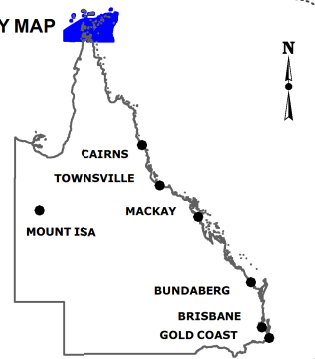 Y MAP
N
CAIRNS
TOWNSVILLE
MACKAY
MOUNT ISA
BUNDABERG
BRISBANE
GOLD COAST